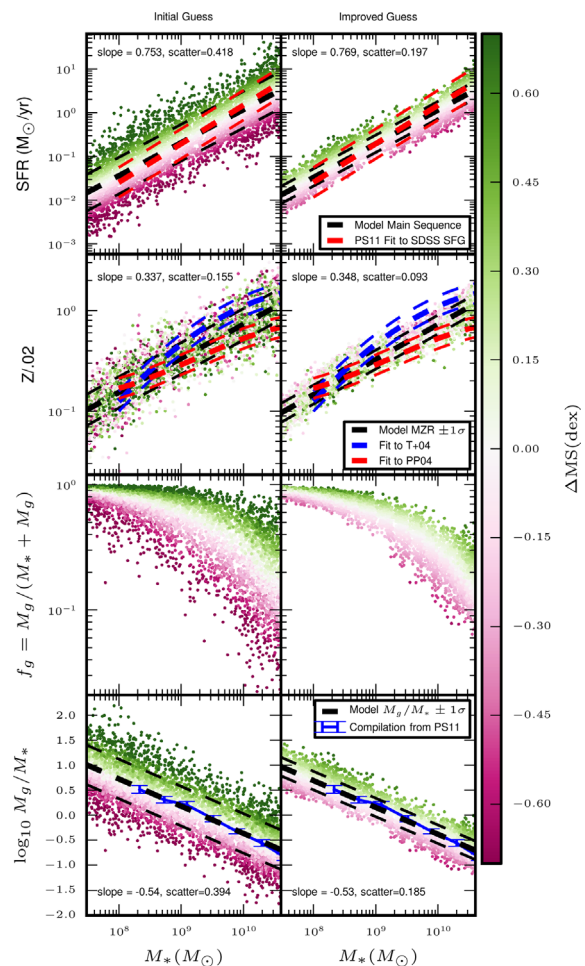 Initial Guess
Improved Guess
SFR (M⊙/yr)
10¹
10⁰
10⁻¹
10⁻²
10⁻³
slope = 0.753, scatter=0.418
slope = 0.769, scatter=0.197
Model Main Sequence
PS11 Fit to SDSS SFG
Z/.02
10⁰
10⁻¹
slope = 0.337, scatter=0.155
slope = 0.348, scatter=0.093
Model MZR ±1σ
Fit to T+04
Fit to PP04
f_g = M_g/(M_* + M_g)
10⁰
10⁻¹
log₁₀ M_g/M_*
2.0
1.5
1.0
0.5
0.0
−0.5
−1.0
−1.5
−2.0
Model M_g/M_* ± 1σ
Compilation from PS11
slope = -0.54, scatter=0.394
slope = -0.53, scatter=0.185
10⁸
10⁹
10¹⁰
10⁸
10⁹
10¹⁰
M_*(M⊙)
M_*(M⊙)
0.60
0.45
0.30
0.15
0.00
−0.15
−0.30
−0.45
−0.60
ΔMS(dex)